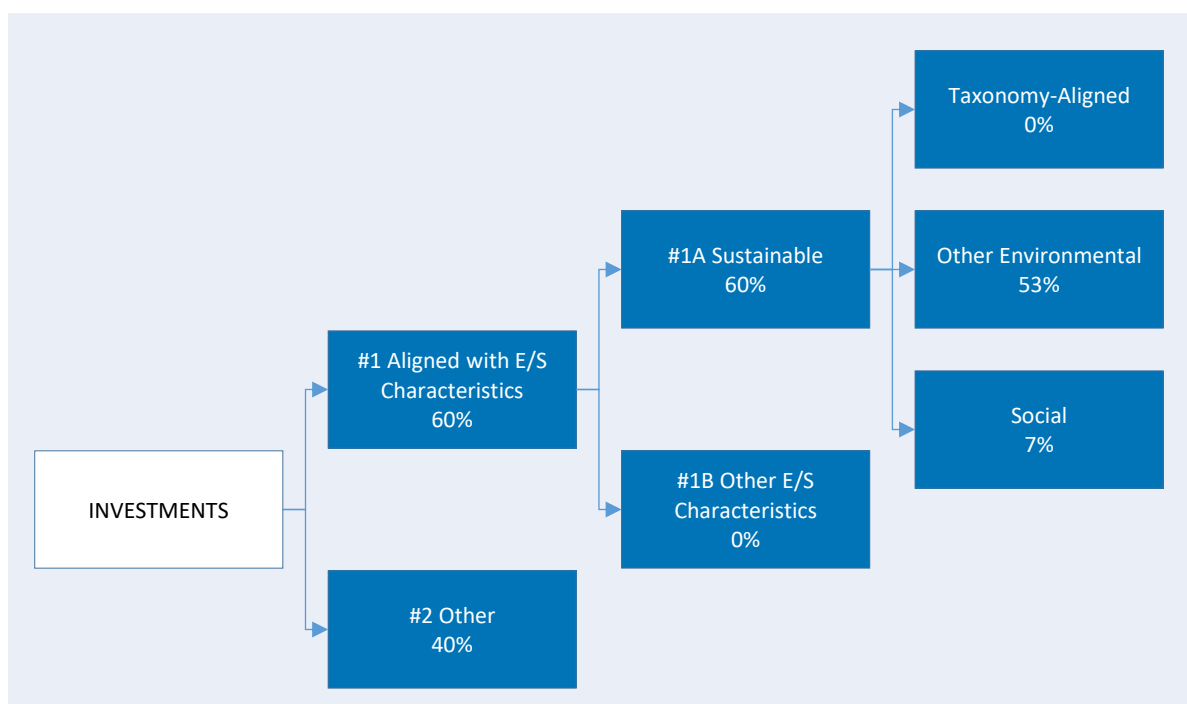 INVESTMENTS
#1 Aligned with E/S
Characteristics
60%
#2 Other
40%
#1A Sustainable
60%
#1B Other E/S
Characteristics
0%
Taxonomy-Aligned
0%
Other Environmental
53%
Social
7%